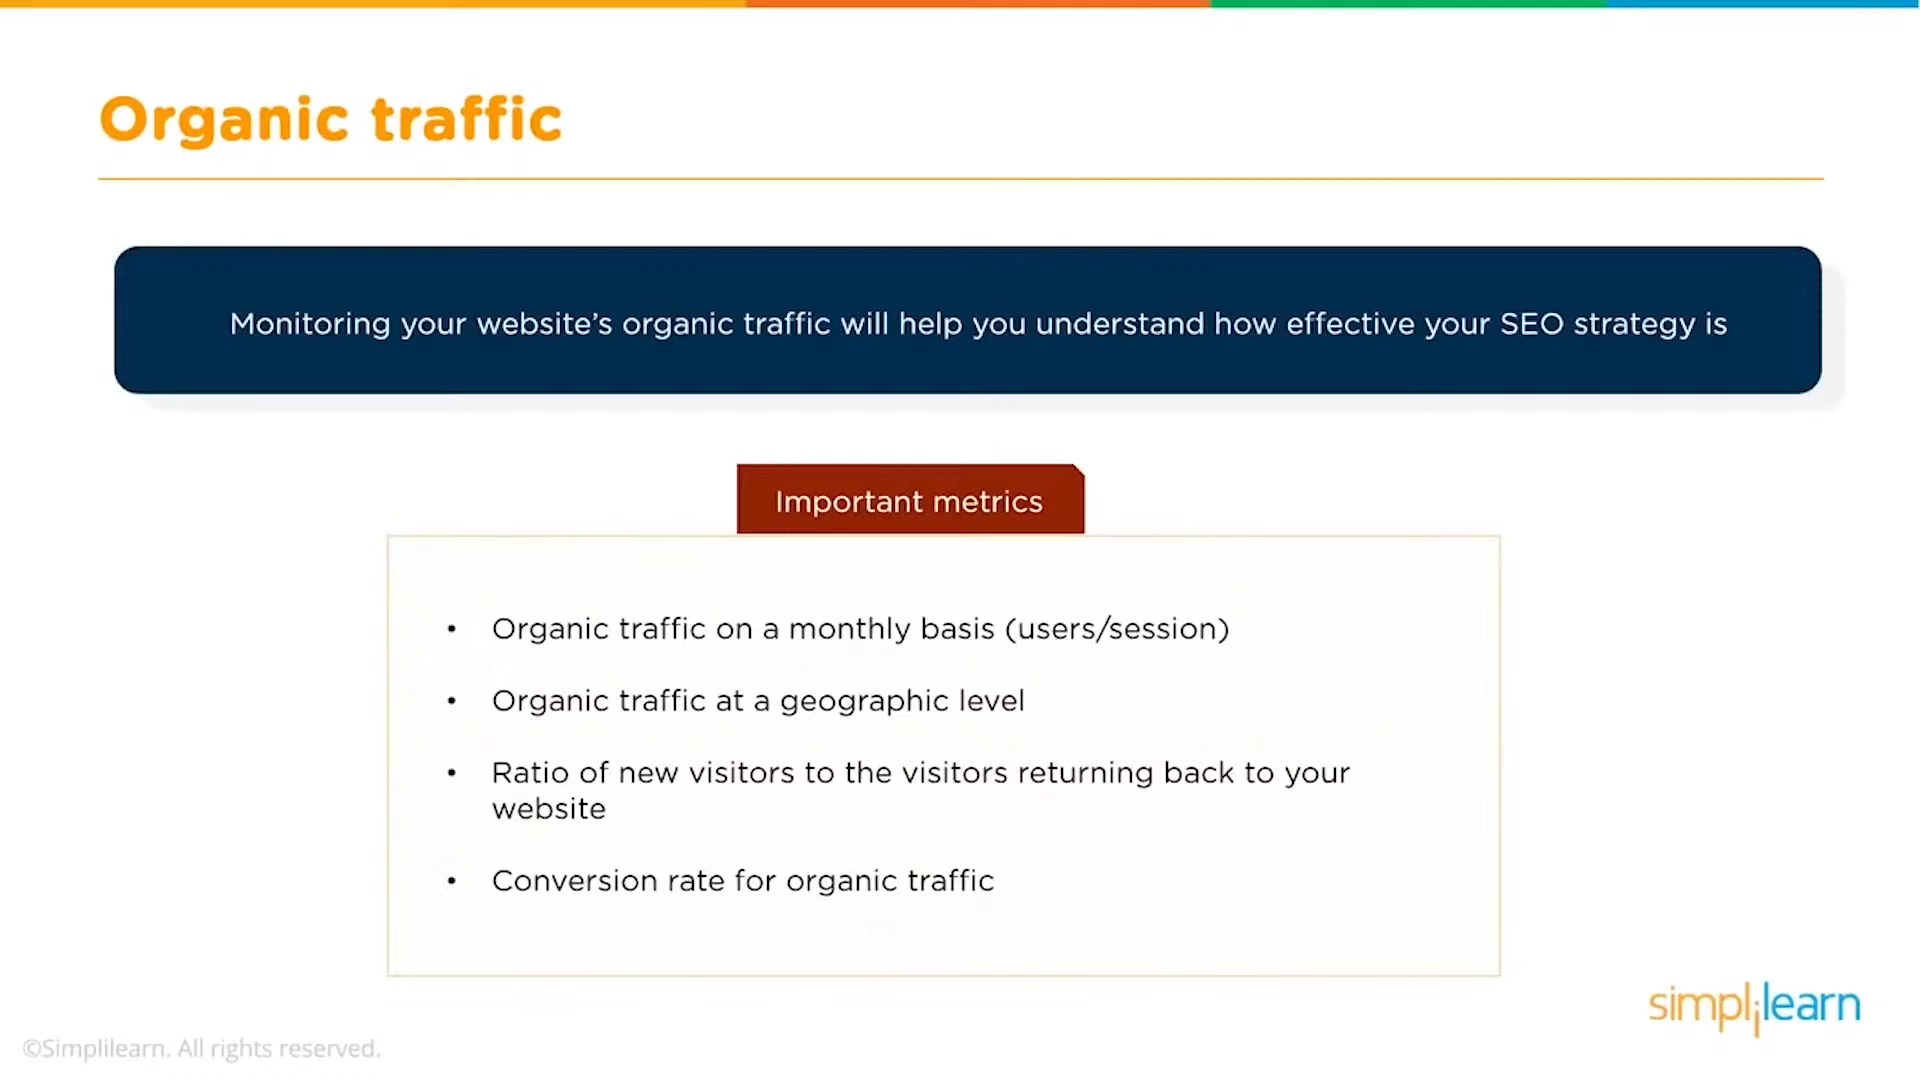 Organic traffic
Monitoring your website’s organic traffic will help you understand how effective your SEO strategy is
Important metrics
• Organic traffic on a monthly basis (users/session)
• Organic traffic at a geographic level
• Ratio of new visitors to the visitors returning back to your
website
• Conversion rate for organic traffic
simplilearn
©Simplilearn. All rights reserved.